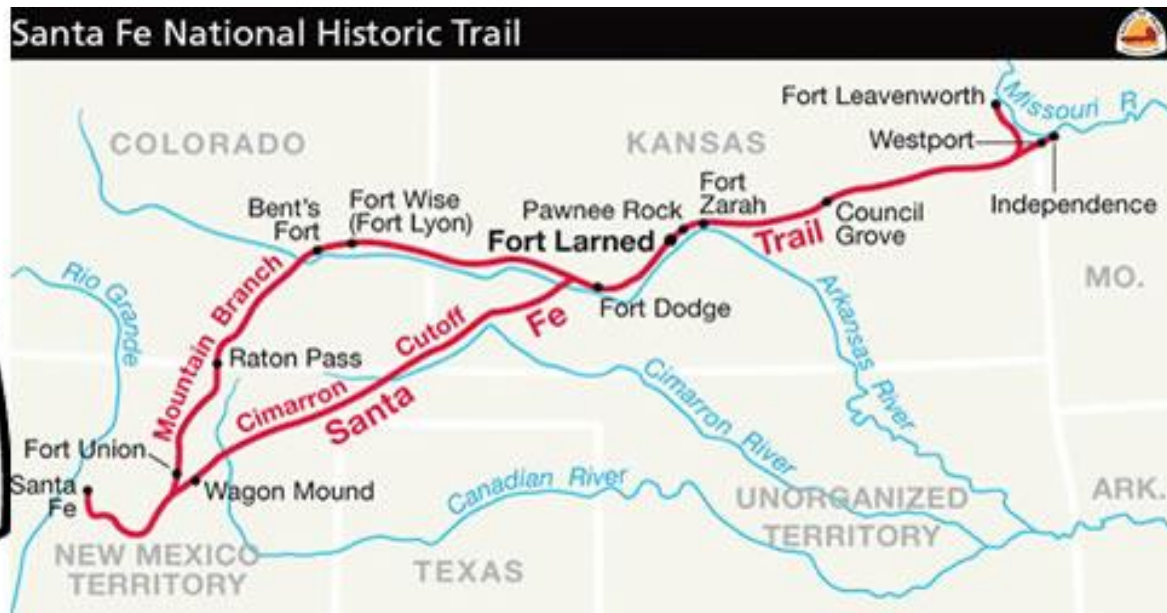 Santa Fe National Historic Trail
Fort Leavenworth
Missouri R
COLORADO
KANSAS
Westport
Fort
Zarah
Fort Wise
(Fort Lyon)
Bent's
Fort
Pawnee Rock
Independence
Fort Larned
Trail
Council
Grove
Rio Grande
Mountain Branch
MO.
Fort Dodge
Fe
Cutoff
Arkansas River
Raton Pass
Cimarron
Santa
Cimarron River
Fort Union
Santa
Fe
Wagon Mound
Canadian River
UNORGANIZED
TERRITORY
ARK.
NEW MEXICO
TERRITORY
TEXAS